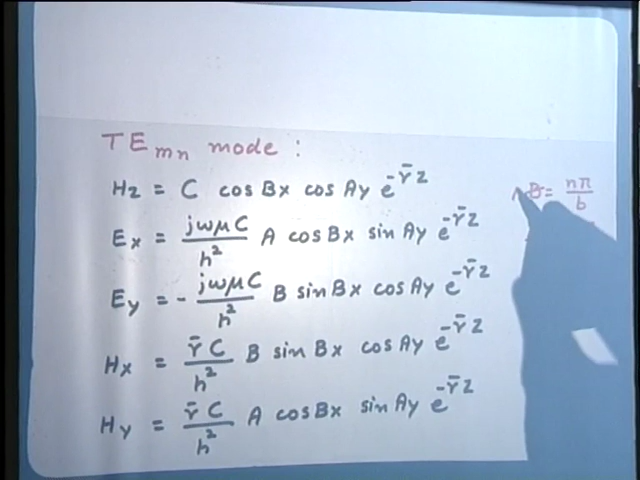 TEmn mode :
Hz = C cos Bx cos Ay e^-γ̄z
B = nπ/b
Ex = jωμC/h² A cos Bx sin Ay e^-γ̄z
Ey = - jωμC/h² B sin Bx cos Ay e^-γ̄z
Hx = γ̄C/h² B sin Bx cos Ay e^-γ̄z
Hy = γ̄C/h² A cos Bx sin Ay e^-γ̄z